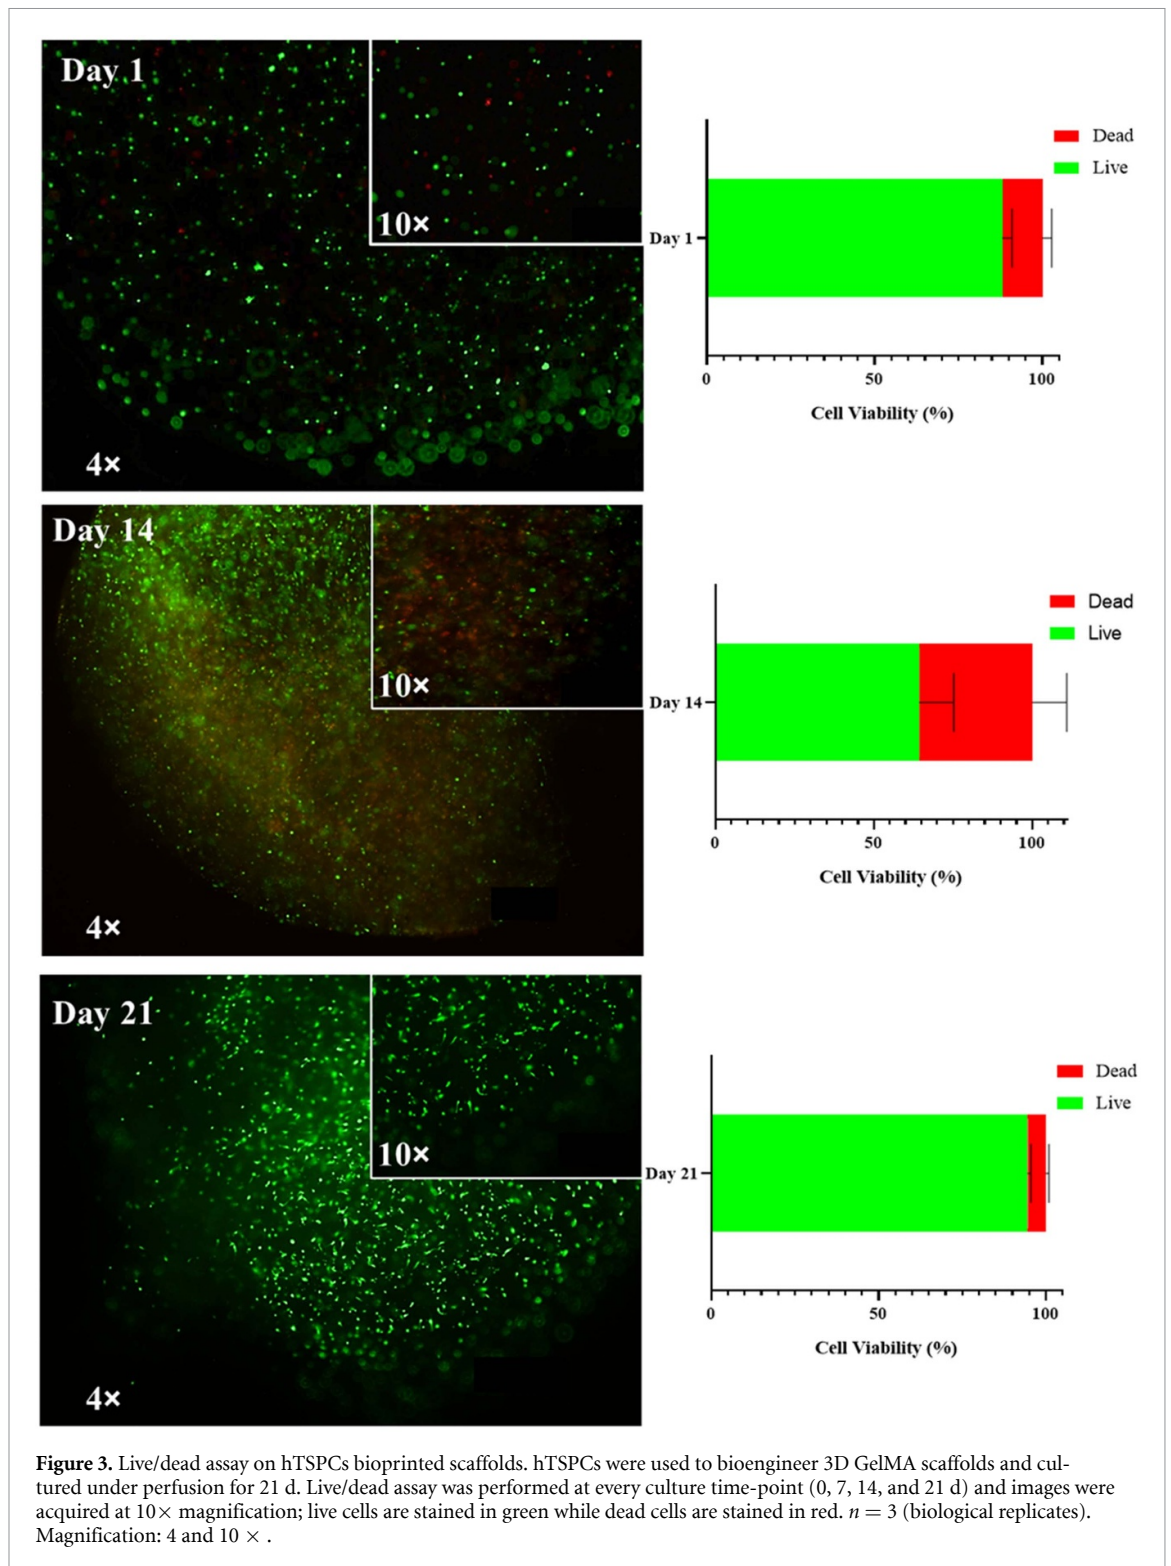 Day 1
10×
4×
Dead
Live
Day 1
0 50 100
Cell Viability (%)
Day 14
10×
4×
Dead
Live
Day 14
0 50 100
Cell Viability (%)
Day 21
10×
4×
Dead
Live
Day 21
0 50 100
Cell Viability (%)
Figure 3. Live/dead assay on hTSPCs bioprinted scaffolds. hTSPCs were used to bioengineer 3D GelMA scaffolds and cul-
tured under perfusion for 21 d. Live/dead assay was performed at every culture time-point (0, 7, 14, and 21 d) and images were
acquired at 10× magnification; live cells are stained in green while dead cells are stained in red. n = 3 (biological replicates).
Magnification: 4 and 10 × .